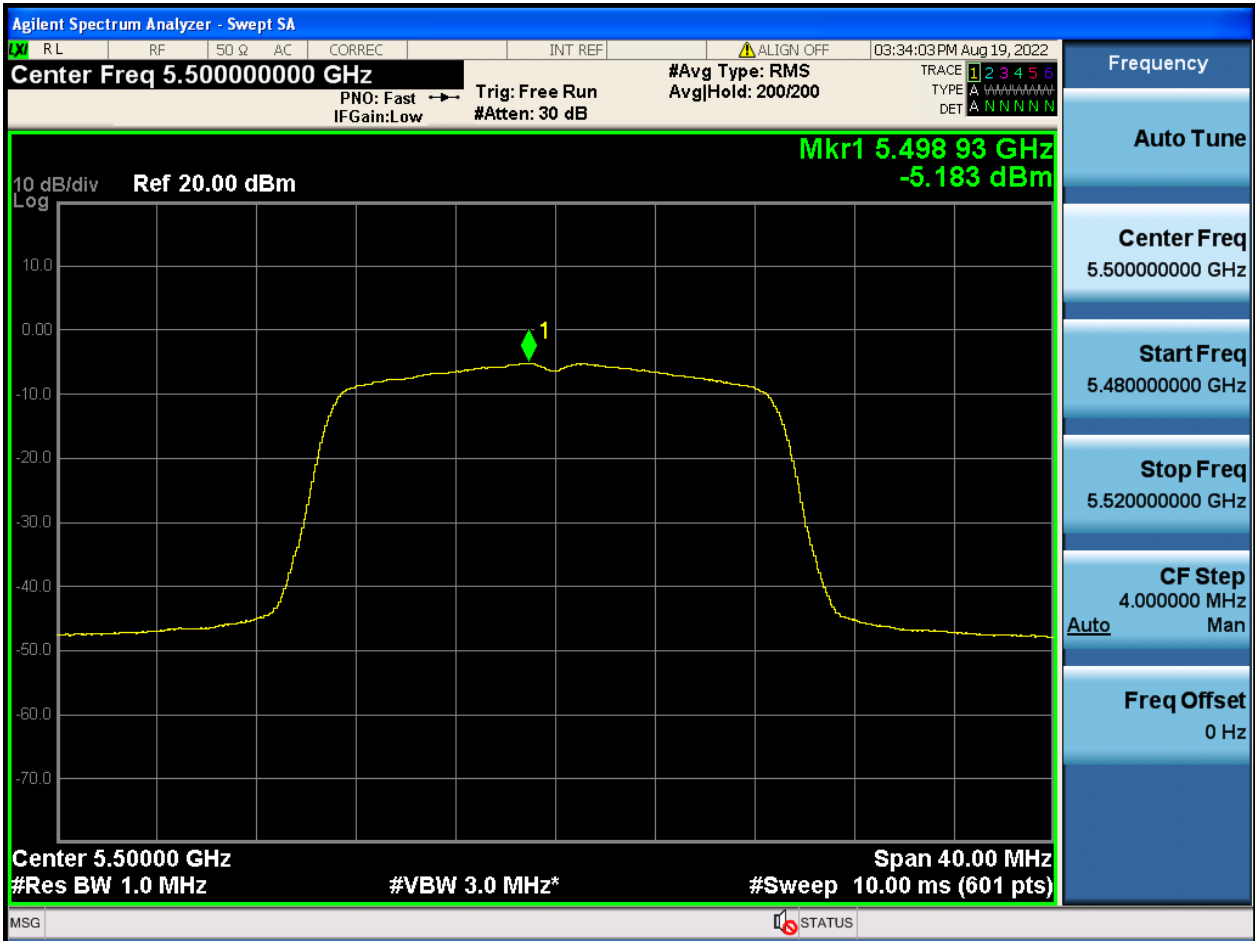 Agilent Spectrum Analyzer - Swept SA
LXI RL RF 50 Ω AC CORREC INT REF ALIGN OFF 03:34:03 PM Aug 19, 2022
Center Freq 5.500000000 GHz
PNO: Fast
IFGain:Low
Trig: Free Run
#Atten: 30 dB
#Avg Type: RMS
Avg|Hold: 200/200
TRACE 1 2 3 4 5 6
TYPE A WWWWW
DET A N N N N N
Mkr1 5.498 93 GHz
-5.183 dBm
10 dB/div Ref 20.00 dBm
Log
10.0
0.00
1
-10.0
-20.0
-30.0
-40.0
-50.0
-60.0
-70.0
Center 5.50000 GHz Span 40.00 MHz
#Res BW 1.0 MHz #VBW 3.0 MHz* #Sweep 10.00 ms (601 pts)
Frequency
Auto Tune
Center Freq
5.500000000 GHz
Start Freq
5.480000000 GHz
Stop Freq
5.520000000 GHz
CF Step
4.000000 MHz
Auto Man
Freq Offset
0 Hz
MSG STATUS